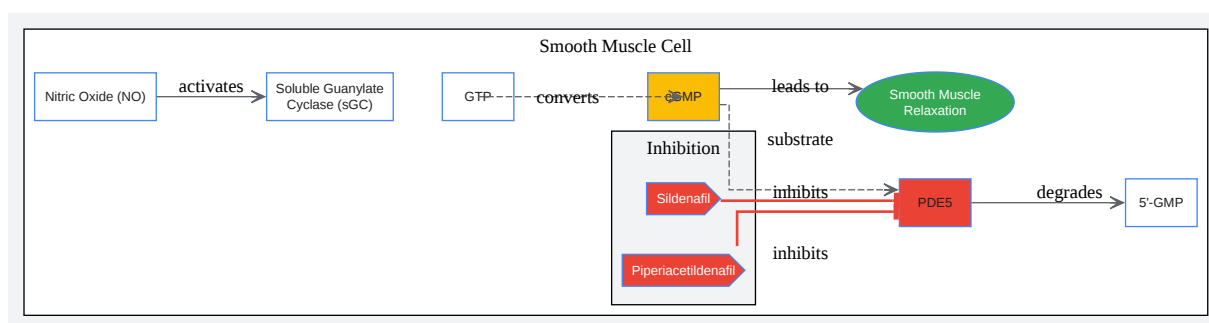 Smooth Muscle Cell
Nitric Oxide (NO)
activates
Soluble Guanylate
Cyclase (sGC)
GTP
converts
cGMP
leads to
Smooth Muscle
Relaxation
substrate
Inhibition
Sildenafil
inhibits
PDE5
degrades
5'-GMP
Piperiacetildenafil
inhibits